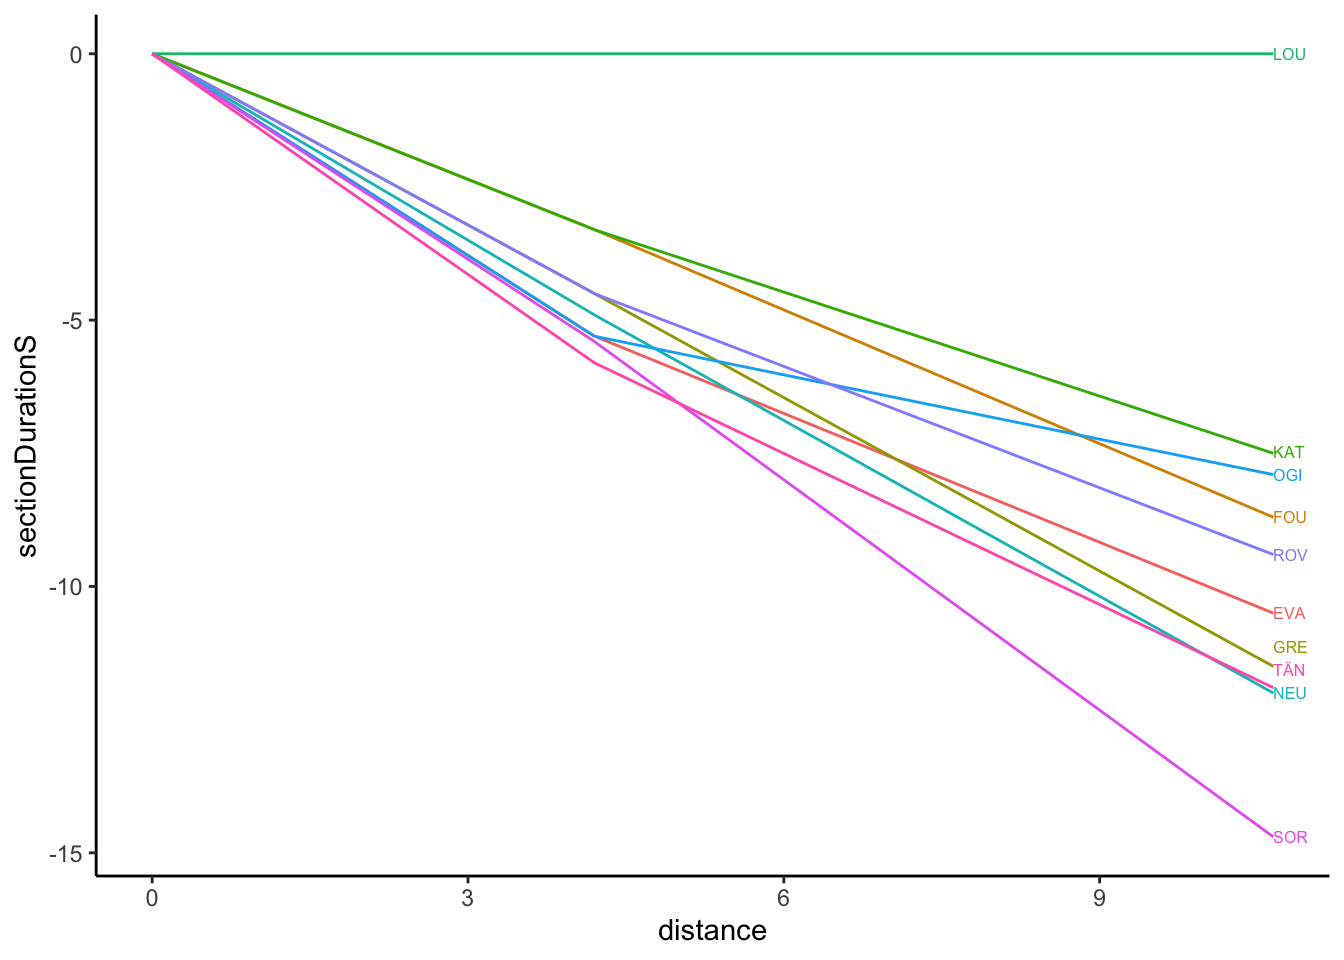 0
-5
-10
-15
sectionDurationS
LOU
KAT
OGI
FOU
ROV
EVA
GRE
TÄN
NEU
SOR
0 3 6 9
distance